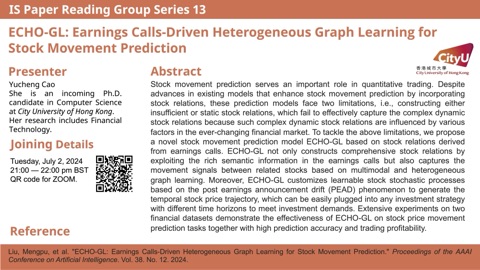 IS Paper Reading Group Series 13
ECHO-GL: Earnings Calls-Driven Heterogeneous Graph Learning for
Stock Movement Prediction
CityU
香港城市大學
City University of Hong Kong
Presenter
Yucheng Cao
She is an incoming Ph.D.
candidate in Computer Science
at City University of Hong Kong.
Her research includes Financial
Technology.
Joining Details
Tuesday, July 2, 2024
21:00 — 22:00 pm BST
QR code for ZOOM.
Abstract
Stock movement prediction serves an important role in quantitative trading. Despite
advances in existing models that enhance stock movement prediction by incorporating
stock relations, these prediction models face two limitations, i.e., constructing either
insufficient or static stock relations, which fail to effectively capture the complex dynamic
stock relations because such complex dynamic stock relations are influenced by various
factors in the ever-changing financial market. To tackle the above limitations, we propose
a novel stock movement prediction model ECHO-GL based on stock relations derived
from earnings calls. ECHO-GL not only constructs comprehensive stock relations by
exploiting the rich semantic information in the earnings calls but also captures the
movement signals between related stocks based on multimodal and heterogeneous
graph learning. Moreover, ECHO-GL customizes learnable stock stochastic processes
based on the post earnings announcement drift (PEAD) phenomenon to generate the
temporal stock price trajectory, which can be easily plugged into any investment strategy
with different time horizons to meet investment demands. Extensive experiments on two
financial datasets demonstrate the effectiveness of ECHO-GL on stock price movement
prediction tasks together with high prediction accuracy and trading profitability.
Reference
Liu, Mengpu, et al. "ECHO-GL: Earnings Calls-Driven Heterogeneous Graph Learning for Stock Movement Prediction." Proceedings of the AAAI
Conference on Artificial Intelligence. Vol. 38. No. 12. 2024.